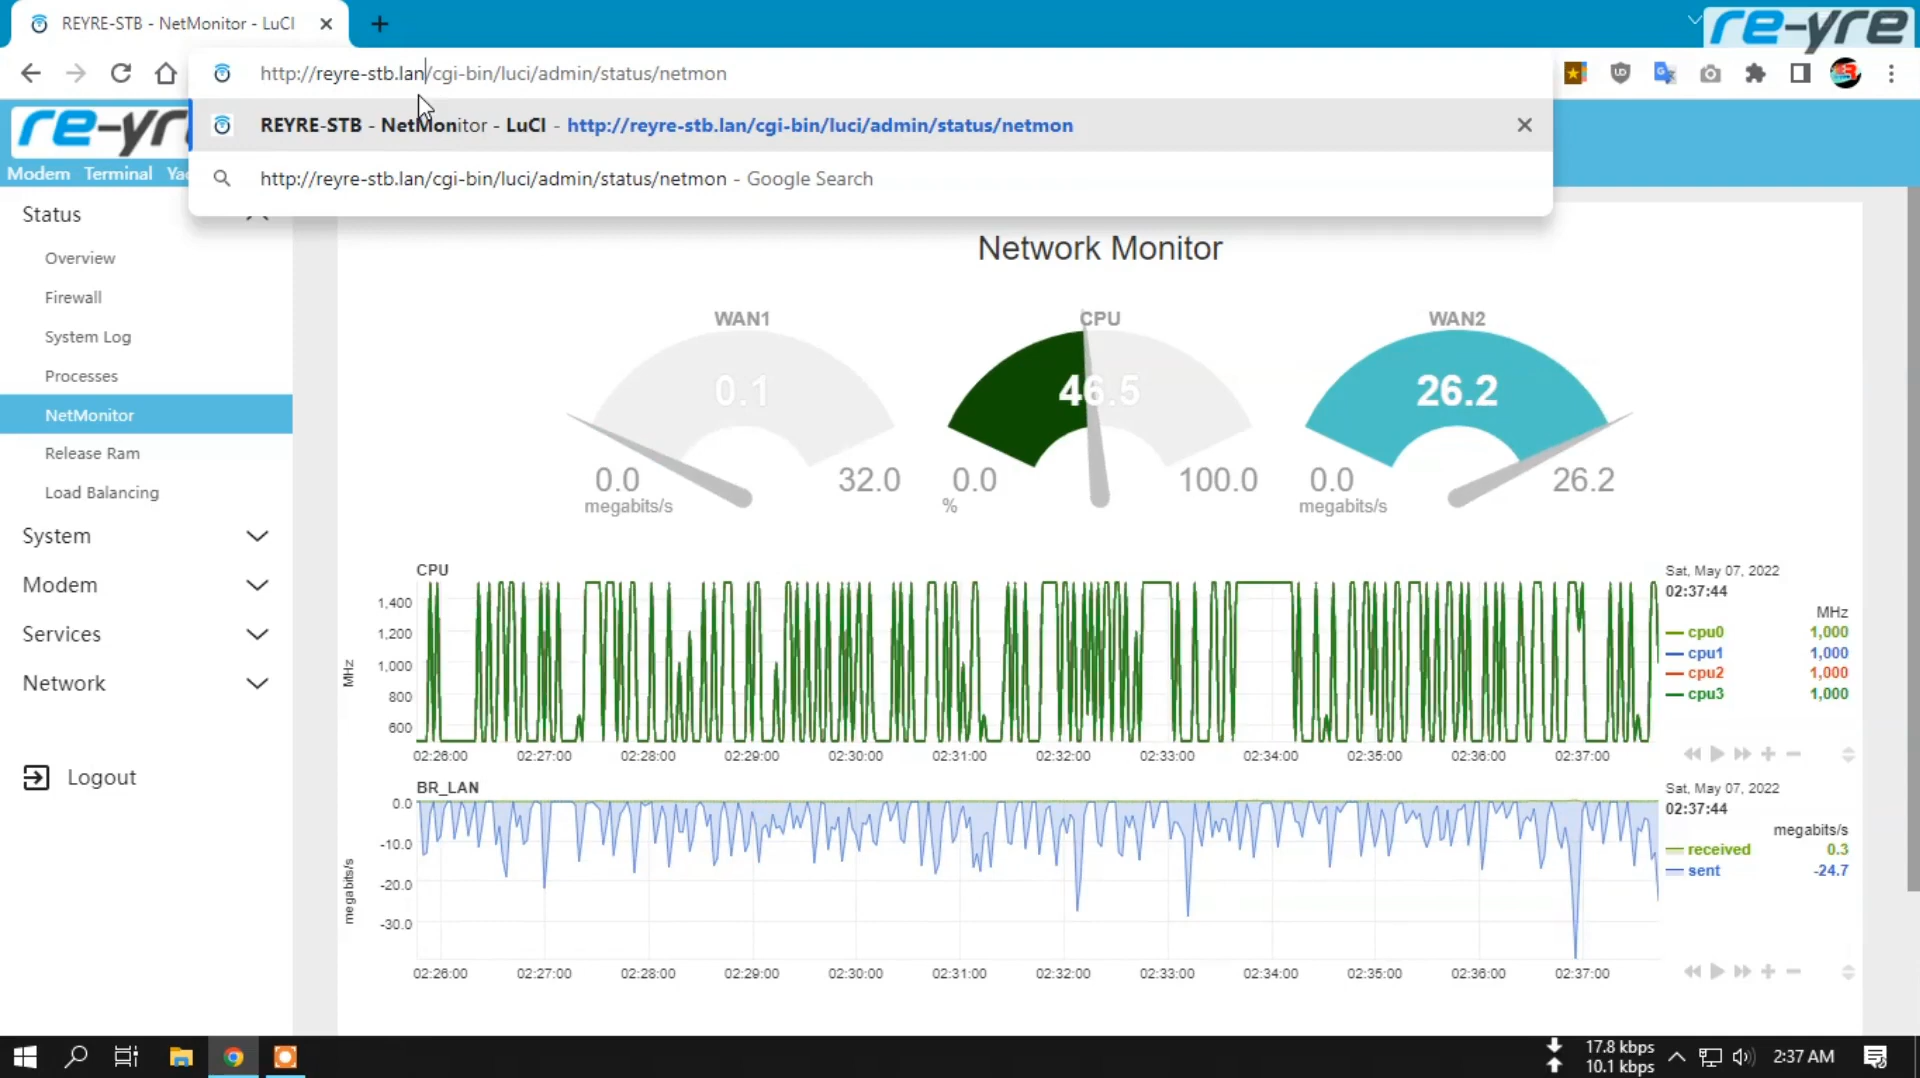 REYRE-STB - NetMonitor - LuCI
re-yre
http://reyre-stb.lan/cgi-bin/luci/admin/status/netmon
REYRE-STB - NetMonitor - LuCI - http://reyre-stb.lan/cgi-bin/luci/admin/status/netmon
http://reyre-stb.lan/cgi-bin/luci/admin/status/netmon - Google Search
re-yr
Modem Terminal Ya
Status
Overview
Firewall
System Log
Processes
NetMonitor
Release Ram
Load Balancing
System
Modem
Services
Network
Logout
Network Monitor
WAN1
0.1
0.0
32.0
megabits/s
CPU
46.5
0.0
100.0
%
WAN2
26.2
0.0
26.2
megabits/s
CPU
MHz
1,400
1,200
1,000
800
600
02:26:00 02:27:00 02:28:00 02:29:00 02:30:00 02:31:00 02:32:00 02:33:00 02:34:00 02:35:00 02:36:00 02:37:00
Sat, May 07, 2022
02:37:44
MHz
cpu0 1,000
cpu1 1,000
cpu2 1,000
cpu3 1,000
BR_LAN
megabits/s
0.0
-10.0
-20.0
-30.0
02:26:00 02:27:00 02:28:00 02:29:00 02:30:00 02:31:00 02:32:00 02:33:00 02:34:00 02:35:00 02:36:00 02:37:00
Sat, May 07, 2022
02:37:44
megabits/s
received 0.3
sent -24.7
17.8 kbps
10.1 kbps
2:37 AM